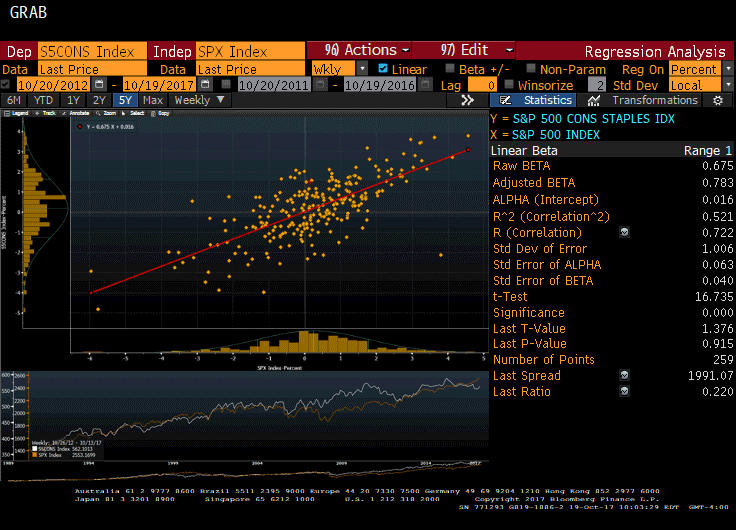 GRAB
Dep S5CONS Index Indep SPX Index 96) Actions 97) Edit Regression Analysis
Data Last Price Data Last Price Wkly Linear Beta +/- Non-Param Reg On Percent
10/20/2012 - 10/19/2017 10/20/2011 - 10/19/2016 Lag 0 Winsorize 2 Std Dev Local
6M YTD 1Y 2Y 5Y Max Weekly Statistics Transformations
Legend Track Annotate Zoom Select Copy
Y = S&P 500 CONS STAPLES IDX
X = S&P 500 INDEX
Y = 0.675 X + 0.016
Linear Beta Range 1
Raw BETA 0.675
Adjusted BETA 0.783
ALPHA (Intercept) 0.016
R^2 (Correlation^2) 0.521
R (Correlation) 0.722
Std Dev of Error 1.006
Std Error of ALPHA 0.063
Std Error of BETA 0.040
t-Test 16.735
Significance 0.000
Last T-Value 1.376
Last P-Value 0.915
Number of Points 259
Last Spread 1991.07
Last Ratio 0.220
S5CONS Index-Percent
4
3
2
1
0
-1
-2
-3
-4
-5
-6 -5 -4 -3 -2 -1 0 1 2 3 4 5
SPX Index-Percent
600 2600
550 2400
2200
500 2000
450 1800
400 1600
350 1400
Weekly: 10/26/12 - 10/13/17
S5CONS Index 562.1013
SPX Index 2553.1699
1989 1994 1999 2004 2009 2014 2017
Australia 61 2 9777 8600 Brazil 5511 2395 9000 Europe 44 20 7330 7500 Germany 49 69 9204 1210 Hong Kong 852 2977 6000
Japan 81 3 3201 8900 Singapore 65 6212 1000 U.S. 1 212 318 2000 Copyright 2017 Bloomberg Finance L.P.
SN 771293 G819-1886-2 19-Oct-17 10:03:29 EDT GMT-4:00